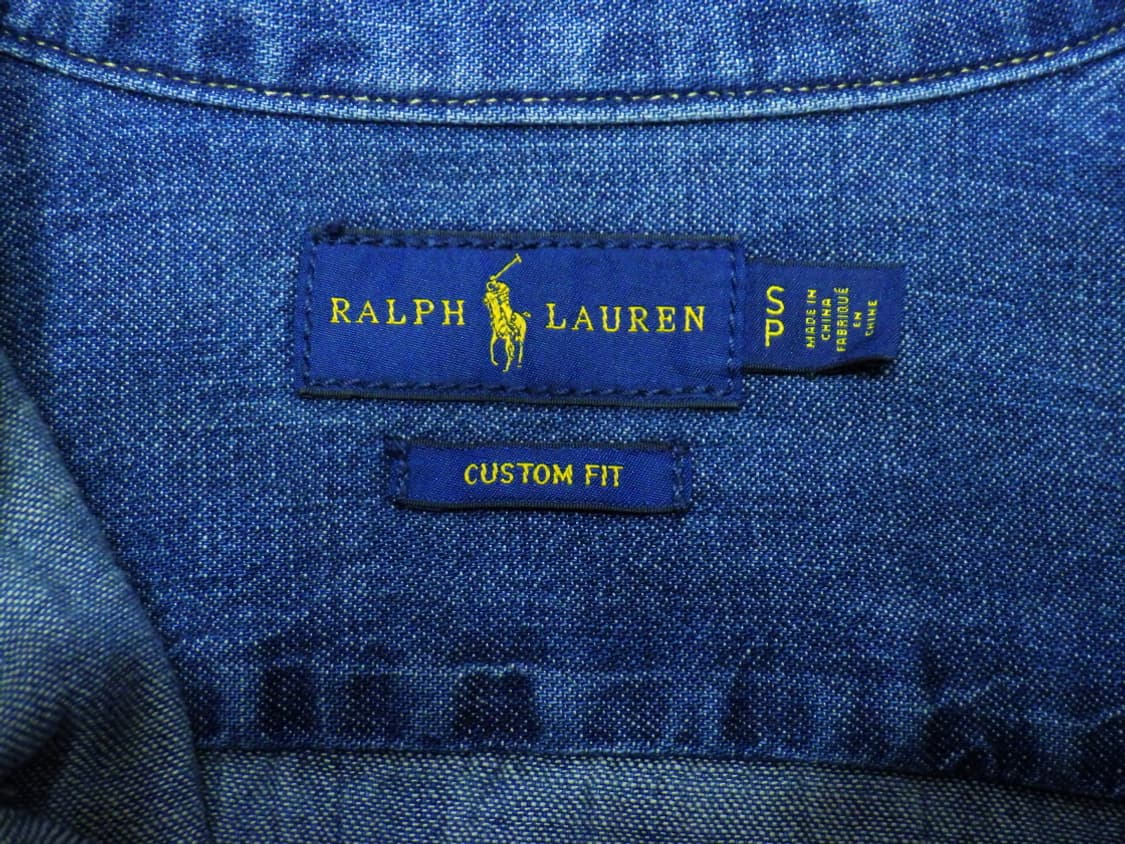 RALPH LAUREN
S
P
MADE IN
CHINA
FABRIQUÉ
EN
CHINE
CUSTOM FIT